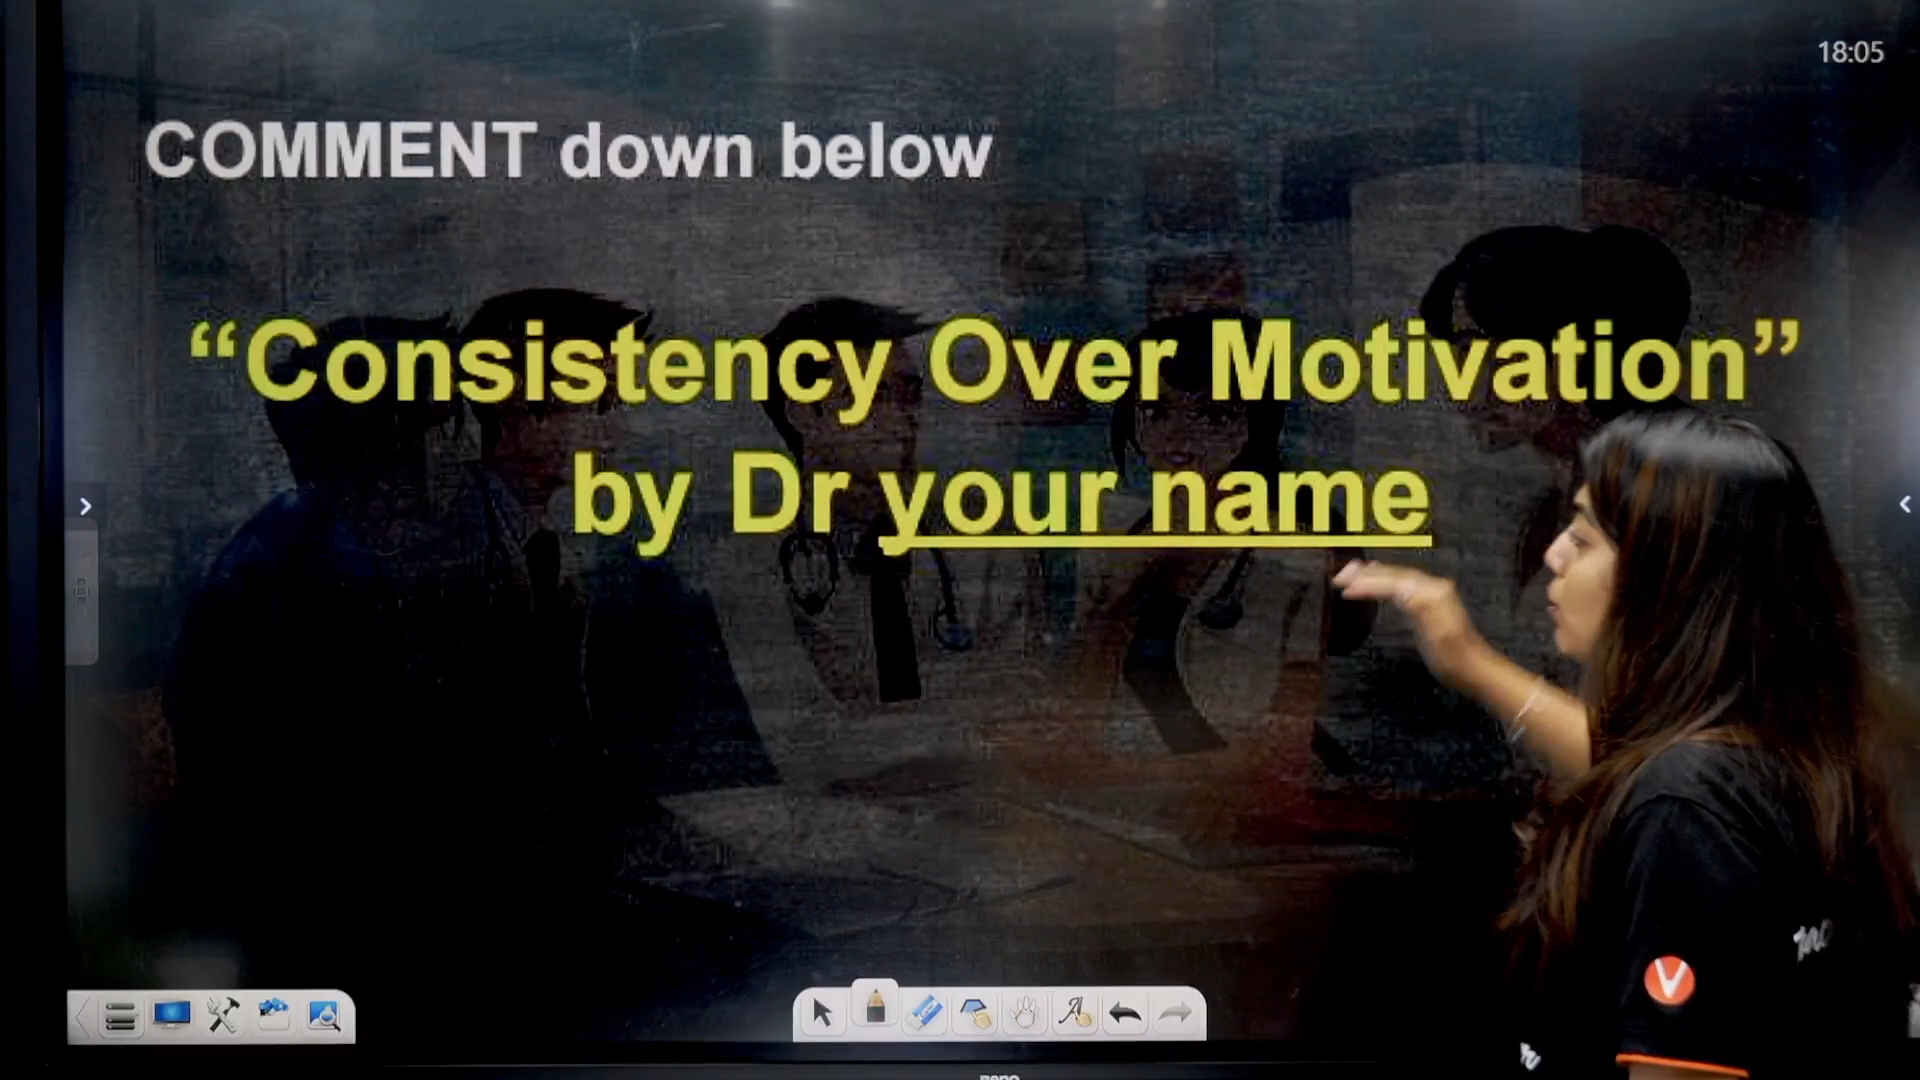 18:05
COMMENT down below
“Consistency Over Motivation”
by Dr your name
V